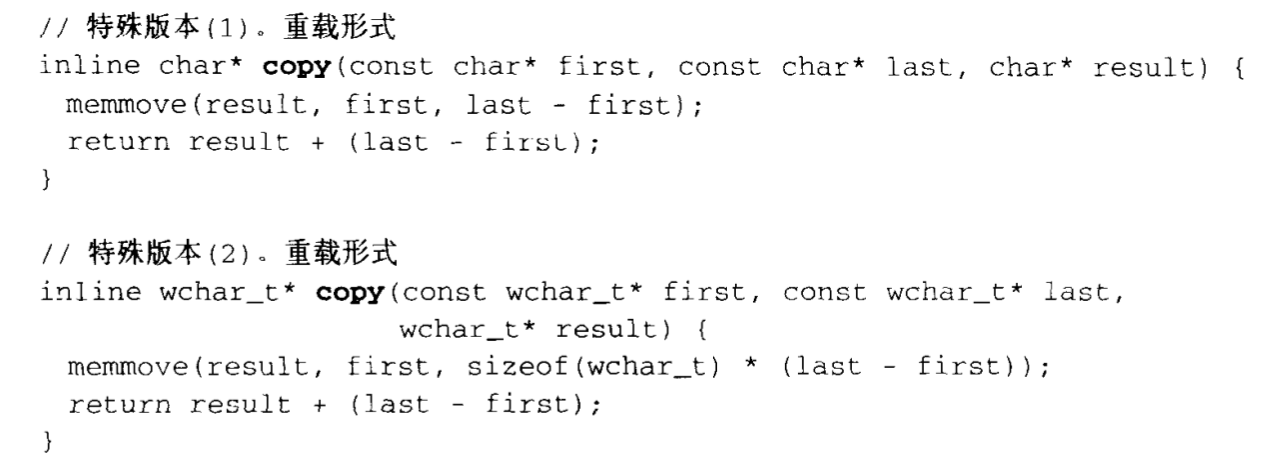 // 特殊版本(1)。重载形式
inline char* copy(const char* first, const char* last, char* result) {
  memmove(result, first, last - first);
  return result + (last - first);
}

// 特殊版本(2)。重载形式
inline wchar_t* copy(const wchar_t* first, const wchar_t* last,
                     wchar_t* result) {
  memmove(result, first, sizeof(wchar_t) * (last - first));
  return result + (last - first);
}